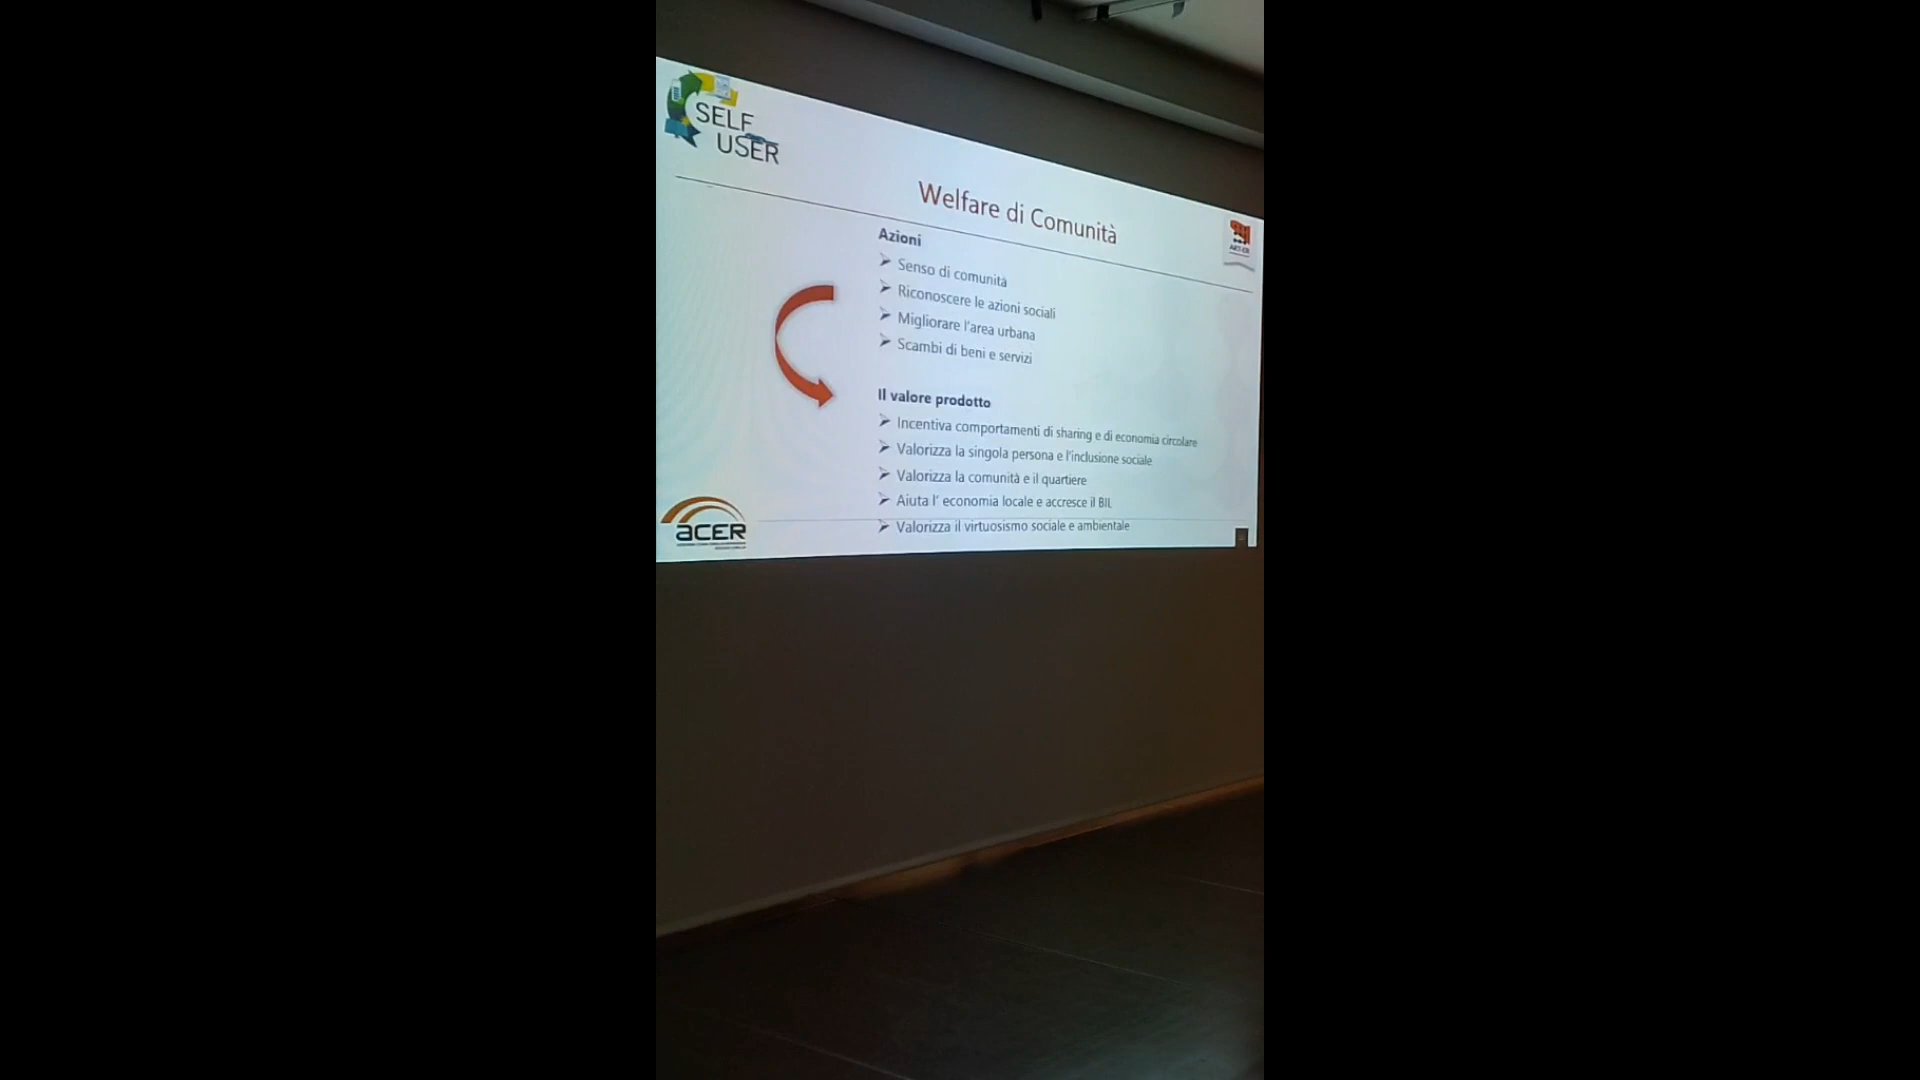 SELF
USER
Welfare di Comunità
ART-ER
Azioni
➤ Senso di comunità
➤ Riconoscere le azioni sociali
➤ Migliorare l'area urbana
➤ Scambi di beni e servizi
Il valore prodotto
➤ Incentiva comportamenti di sharing e di economia circolare
➤ Valorizza la singola persona e l'inclusione sociale
➤ Valorizza la comunità e il quartiere
➤ Aiuta l' economia locale e accresce il BIL
➤ Valorizza il virtuosismo sociale e ambientale
acer